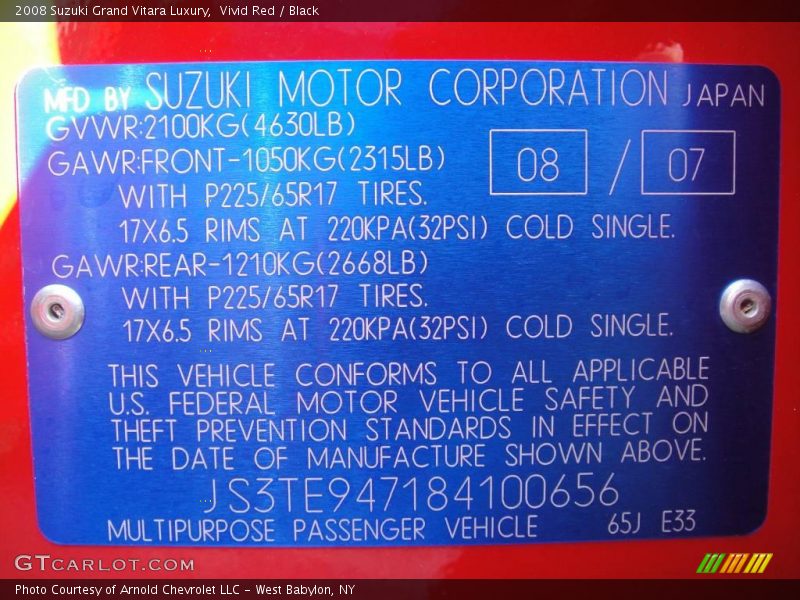 2008 Suzuki Grand Vitara Luxury, Vivid Red / Black
MFD BY SUZUKI MOTOR CORPORATION JAPAN
GVWR:2100KG(4630LB)
GAWR:FRONT-1050KG(2315LB)
08 / 07
WITH P225/65R17 TIRES.
17X6.5 RIMS AT 220KPA(32PSI) COLD SINGLE.
GAWR:REAR-1210KG(2668LB)
WITH P225/65R17 TIRES.
17X6.5 RIMS AT 220KPA(32PSI) COLD SINGLE.
THIS VEHICLE CONFORMS TO ALL APPLICABLE
U.S. FEDERAL MOTOR VEHICLE SAFETY AND
THEFT PREVENTION STANDARDS IN EFFECT ON
THE DATE OF MANUFACTURE SHOWN ABOVE.
JS3TE947184100656
MULTIPURPOSE PASSENGER VEHICLE 65J E33
GTCARLOT.COM
Photo Courtesy of Arnold Chevrolet LLC - West Babylon, NY